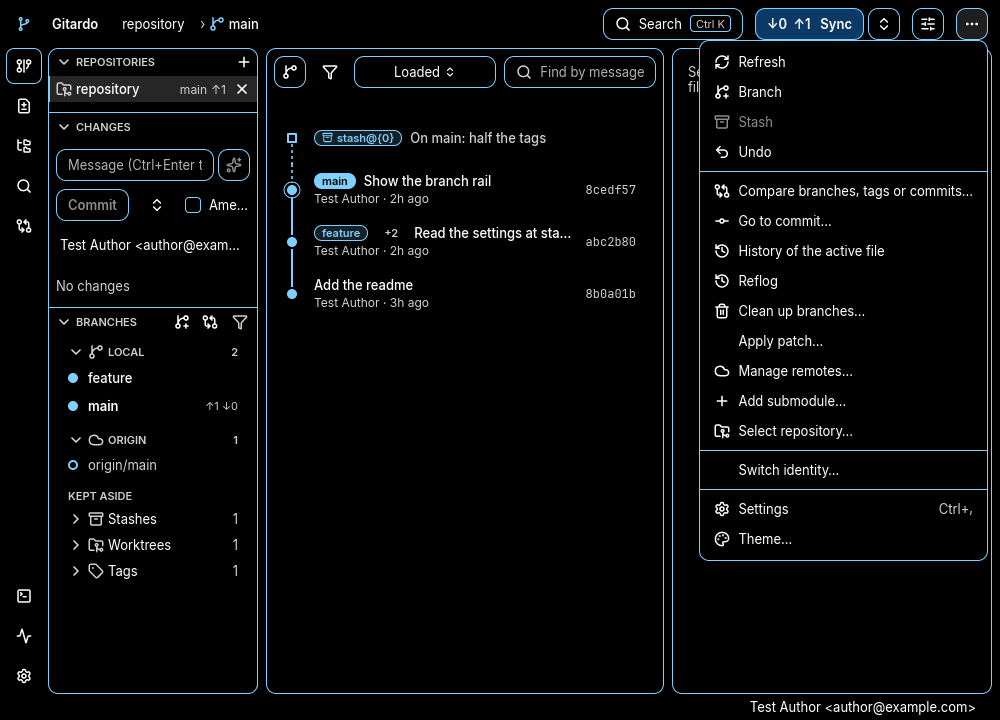 Gitardo
repository › main
Search Ctrl K
↓0 ↑1 Sync
REPOSITORIES
repository main ↑1
CHANGES
Message (Ctrl+Enter t
Commit
Ame...
Test Author <author@exam...
No changes
BRANCHES
LOCAL 2
feature
main ↑1 ↓0
ORIGIN 1
origin/main
KEPT ASIDE
Stashes 1
Worktrees 1
Tags 1
Loaded
Find by message
stash@{0} On main: half the tags
main Show the branch rail
Test Author · 2h ago 8cedf57
feature +2 Read the settings at sta...
Test Author · 2h ago abc2b80
Add the readme
Test Author · 3h ago 8b0a01b
Refresh
Branch
Stash
Undo
Compare branches, tags or commits...
Go to commit...
History of the active file
Reflog
Clean up branches...
Apply patch...
Manage remotes...
Add submodule...
Select repository...
Switch identity...
Settings Ctrl+,
Theme...
Test Author <author@example.com>